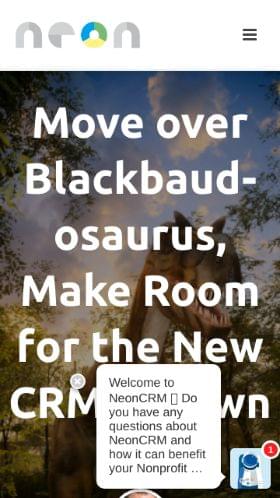 neon
Move over
Blackbaud-
osaurus,
Make Room
for the New
CRM wn
Welcome to
NeonCRM ▯ Do
you have any
questions about
NeonCRM and
how it can benefit
your Nonprofit ...
1